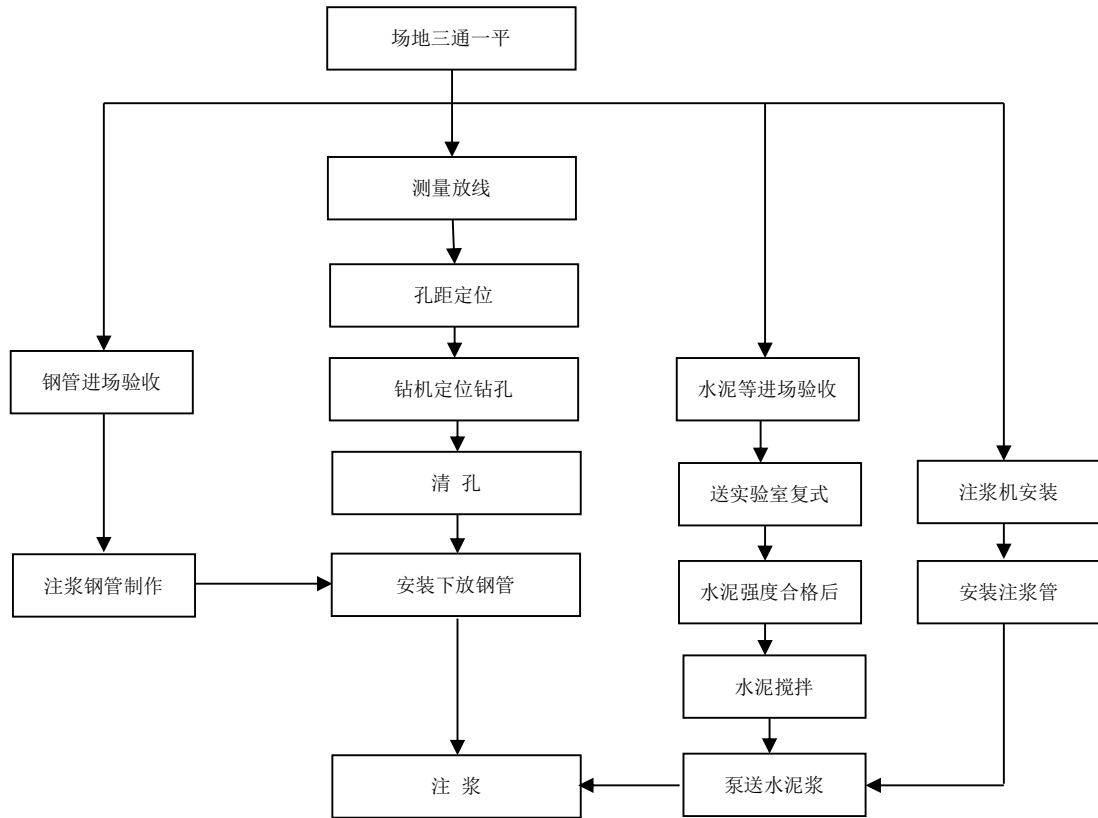 场地三通一平
测量放线
孔距定位
钢管进场验收
钻机定位钻孔
水泥等进场验收
清 孔
送实验室复式
注浆机安装
注浆钢管制作
安装下放钢管
水泥强度合格后
安装注浆管
水泥搅拌
注 浆
泵送水泥浆